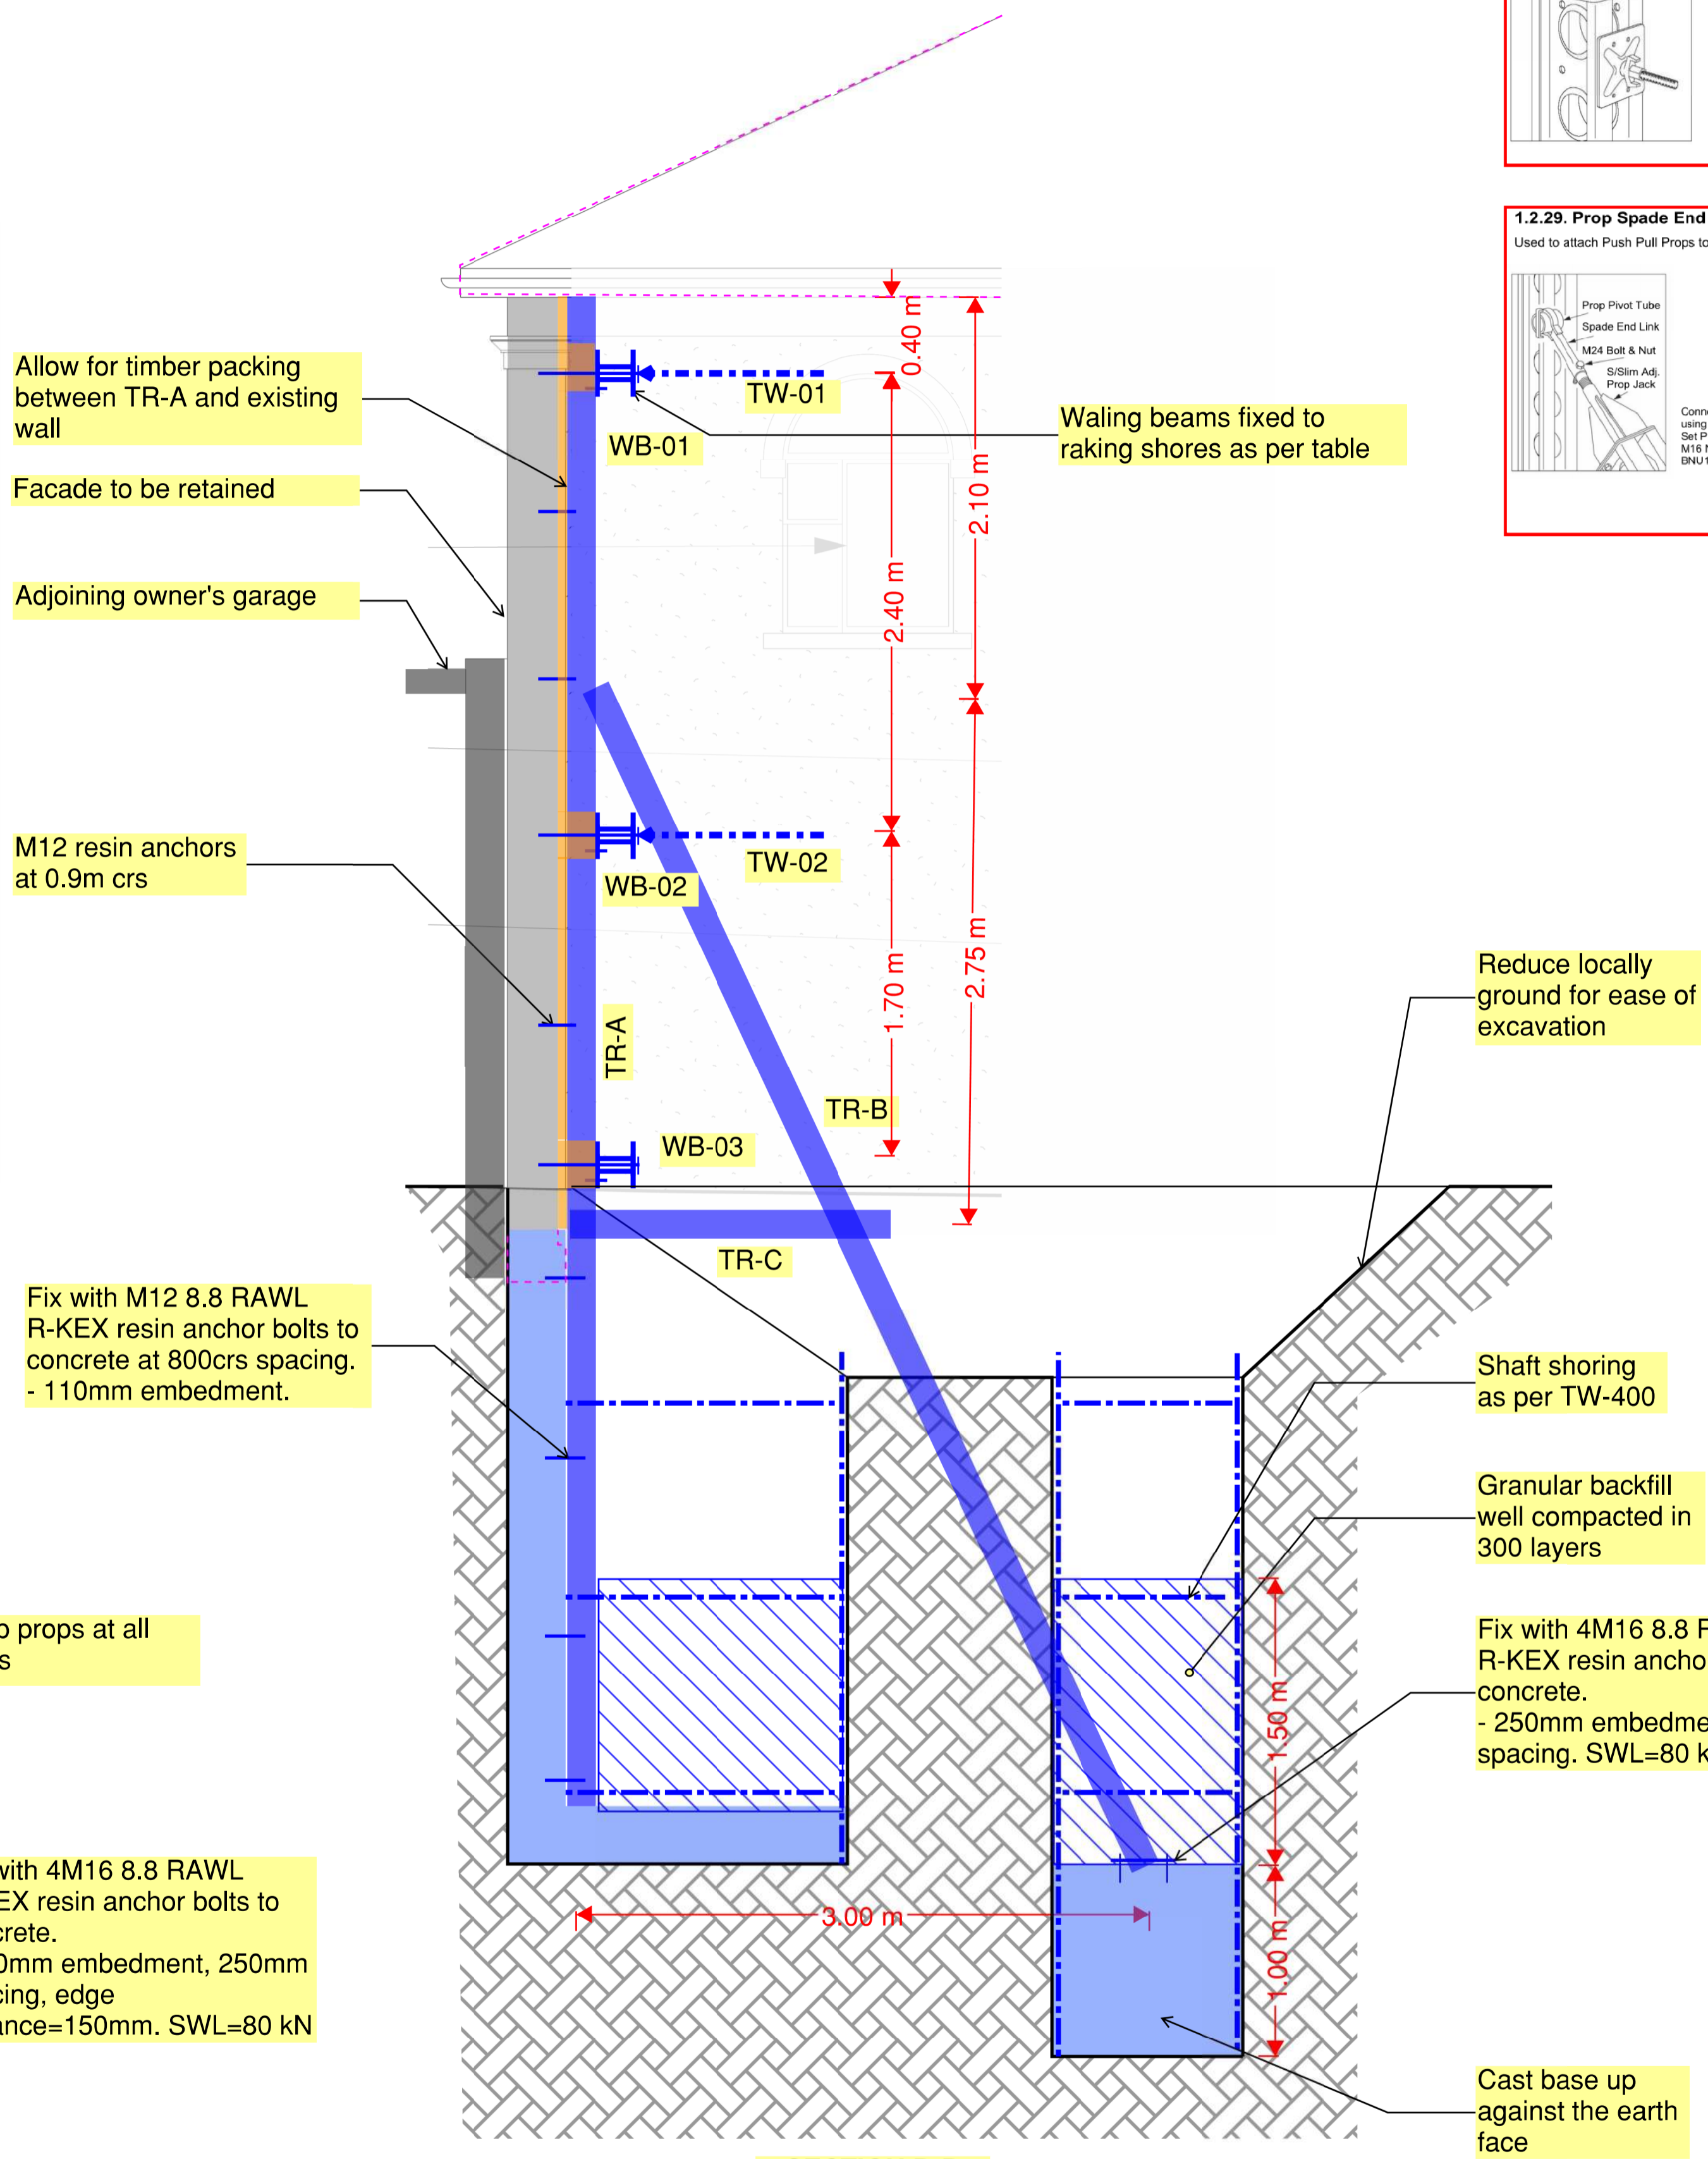 1.2.29. Prop Spade End
Used to attach Push Pull Props to
Prop Pivot Tube
Spade End Link
M24 Bolt & Nut
S/Slim Adj.
Prop Jack
Conne
using
Set P
M16 N
BNU1
0.40 m
Allow for timber packing
between TR-A and existing
wall
TW-01
WB-01
Waling beams fixed to
raking shores as per table
Facade to be retained
2.10 m
Adjoining owner's garage
2.40 m
M12 resin anchors
at 0.9m crs
TW-02
WB-02
2.75 m
1.70 m
Reduce locally
ground for ease of
excavation
TR-A
TR-B
WB-03
TR-C
Fix with M12 8.8 RAWL
R-KEX resin anchor bolts to
concrete at 800crs spacing.
- 110mm embedment.
Shaft shoring
as per TW-400
Granular backfill
well compacted in
300 layers
props at all
s
Fix with 4M16 8.8 R
R-KEX resin ancho
concrete.
- 250mm embedme
spacing. SWL=80 k
1.50 m
with 4M16 8.8 RAWL
EX resin anchor bolts to
crete.
0mm embedment, 250mm
cing, edge
ance=150mm. SWL=80 kN
3.00 m
1.00 m
Cast base up
against the earth
face